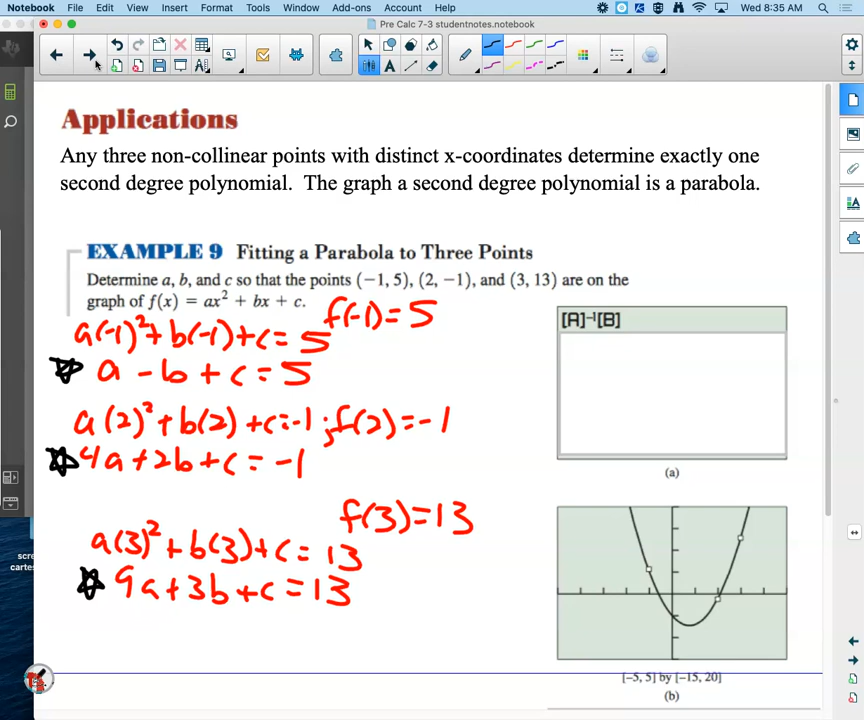 Notebook File Edit View Insert Format Tools Window Add-ons Account Help Wed 8:35 AM
Pre Calc 7-3 studentnotes.notebook
Applications
Any three non-collinear points with distinct x-coordinates determine exactly one
second degree polynomial. The graph a second degree polynomial is a parabola.
EXAMPLE 9 Fitting a Parabola to Three Points
Determine a, b, and c so that the points (−1, 5), (2, −1), and (3, 13) are on the
graph of f(x) = ax² + bx + c.
f(-1) = 5
a(-1)² + b(-1) + c = 5
a - b + c = 5
a(2)² + b(2) + c = -1 ; f(2) = -1
4a + 2b + c = -1
f(3) = 13
a(3)² + b(3) + c = 13
9a + 3b + c = 13
[A]⁻¹[B]
(a)
[−5, 5] by [−15, 20]
(b)
scre
cartes